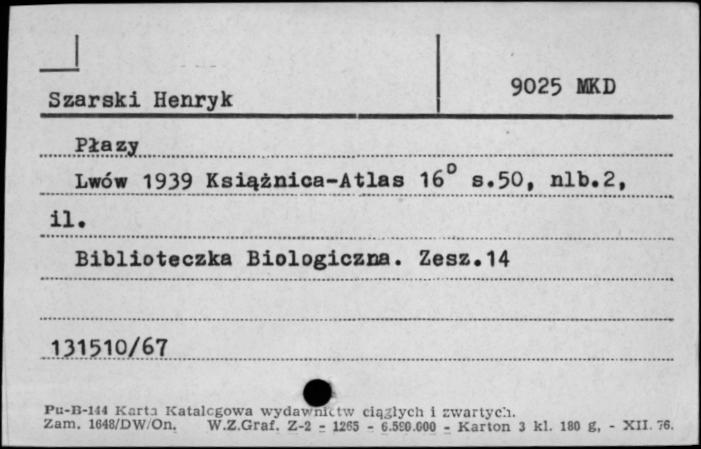 Szarski Henryk 9025 MKD
Płazy
Lwów 1939 Książnica-Atlas 16° s.50, nlb.2,
il.
Biblioteczka Biologiczna. Zesz.14
131510/67
Pu-B-144 Karta Katalogowa wydawnictw ciągłych i zwartych.
Zam. 1648/DW/On. W.Z.Graf. Z-2 - 1265 - 6.500.000 - Karton 3 kl. 180 g, - XII. 76.